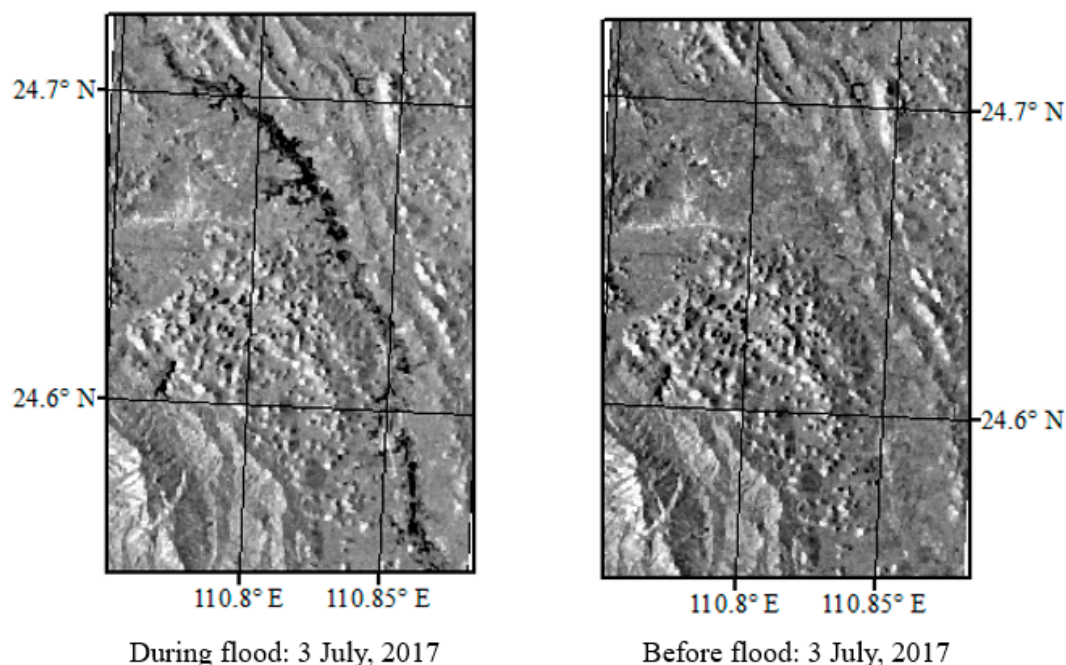 24.7° N
24.7° N
24.6° N
24.6° N
110.8° E 110.85° E
110.8° E 110.85° E
During flood: 3 July, 2017
Before flood: 3 July, 2017